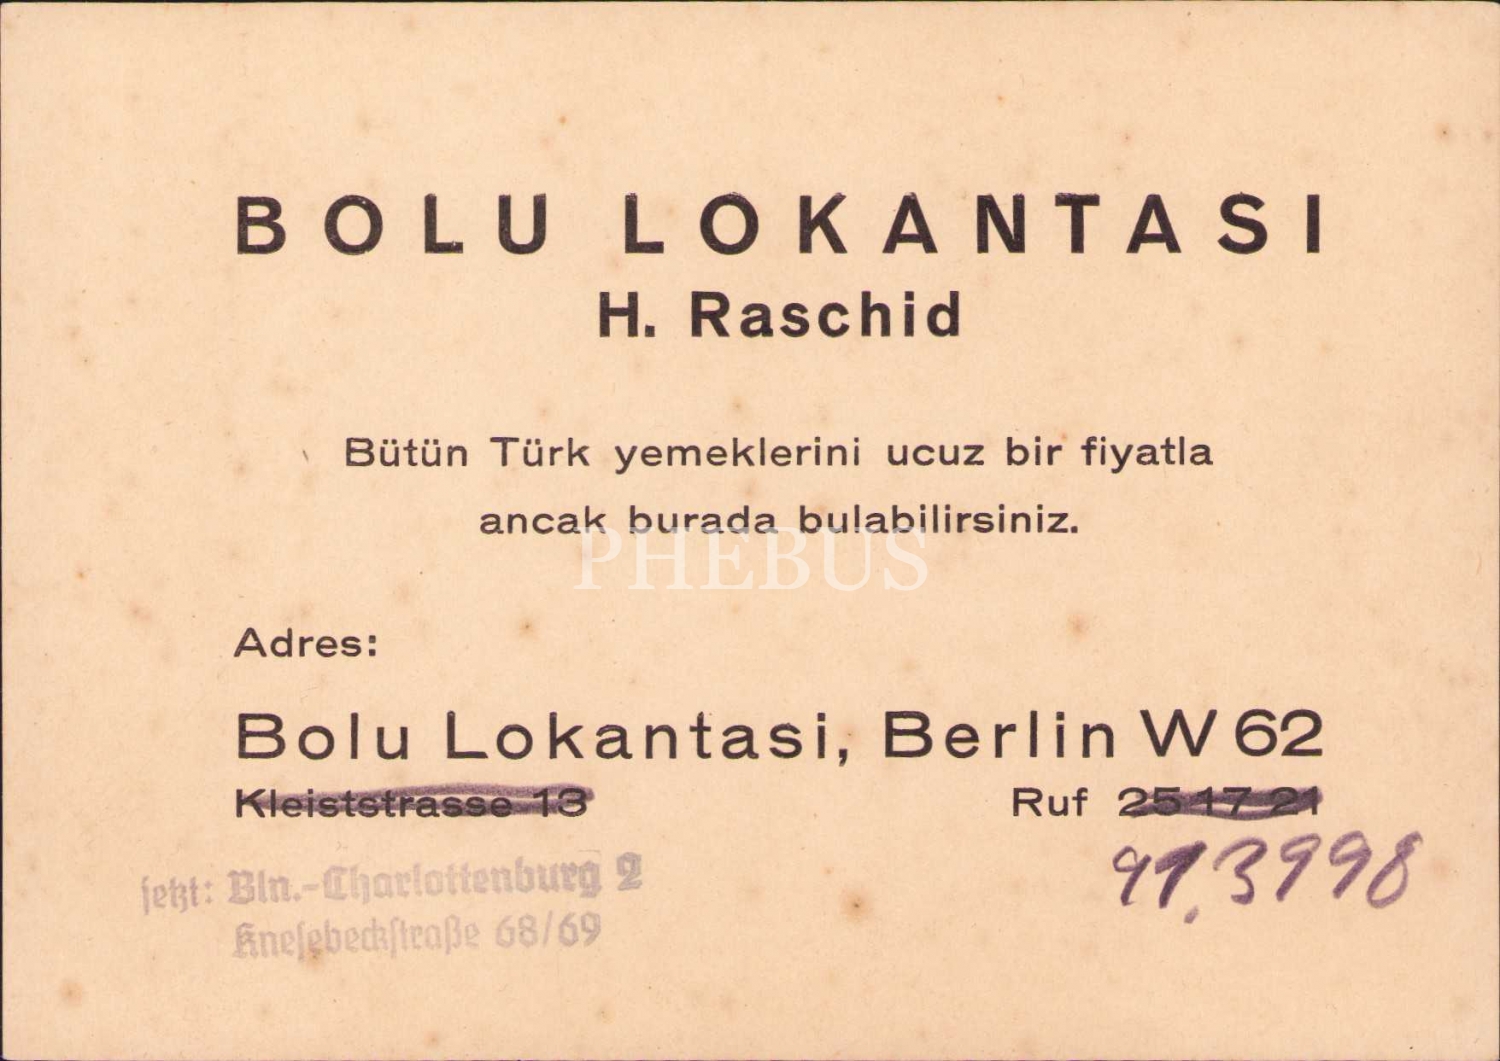 BOLU LOKANTASI
H. Raschid
Bütün Türk yemeklerini ucuz bir fiyatla
ancak burada bulabilirsiniz.
PHEBUS
Adres:
Bolu Lokantasi, Berlin W 62
Kleiststrasse 13 Ruf 25 17 21
91.3998
jetzt: Bln.-Charlottenburg 2
Knesebeckstraße 68/69